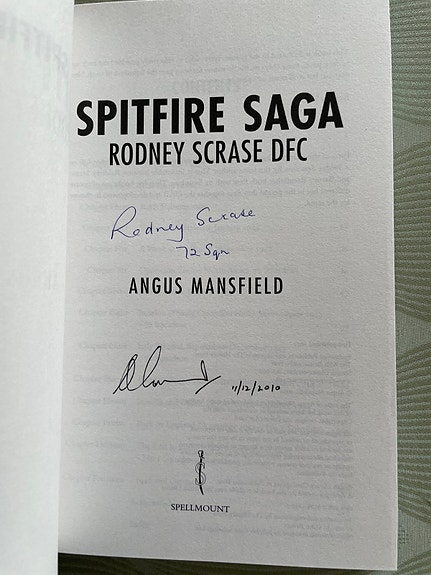 SPITFIRE SAGA
RODNEY SCRASE DFC
Rodney Scrase
72 Sqn
ANGUS MANSFIELD
11/12/2010
SPELLMOUNT